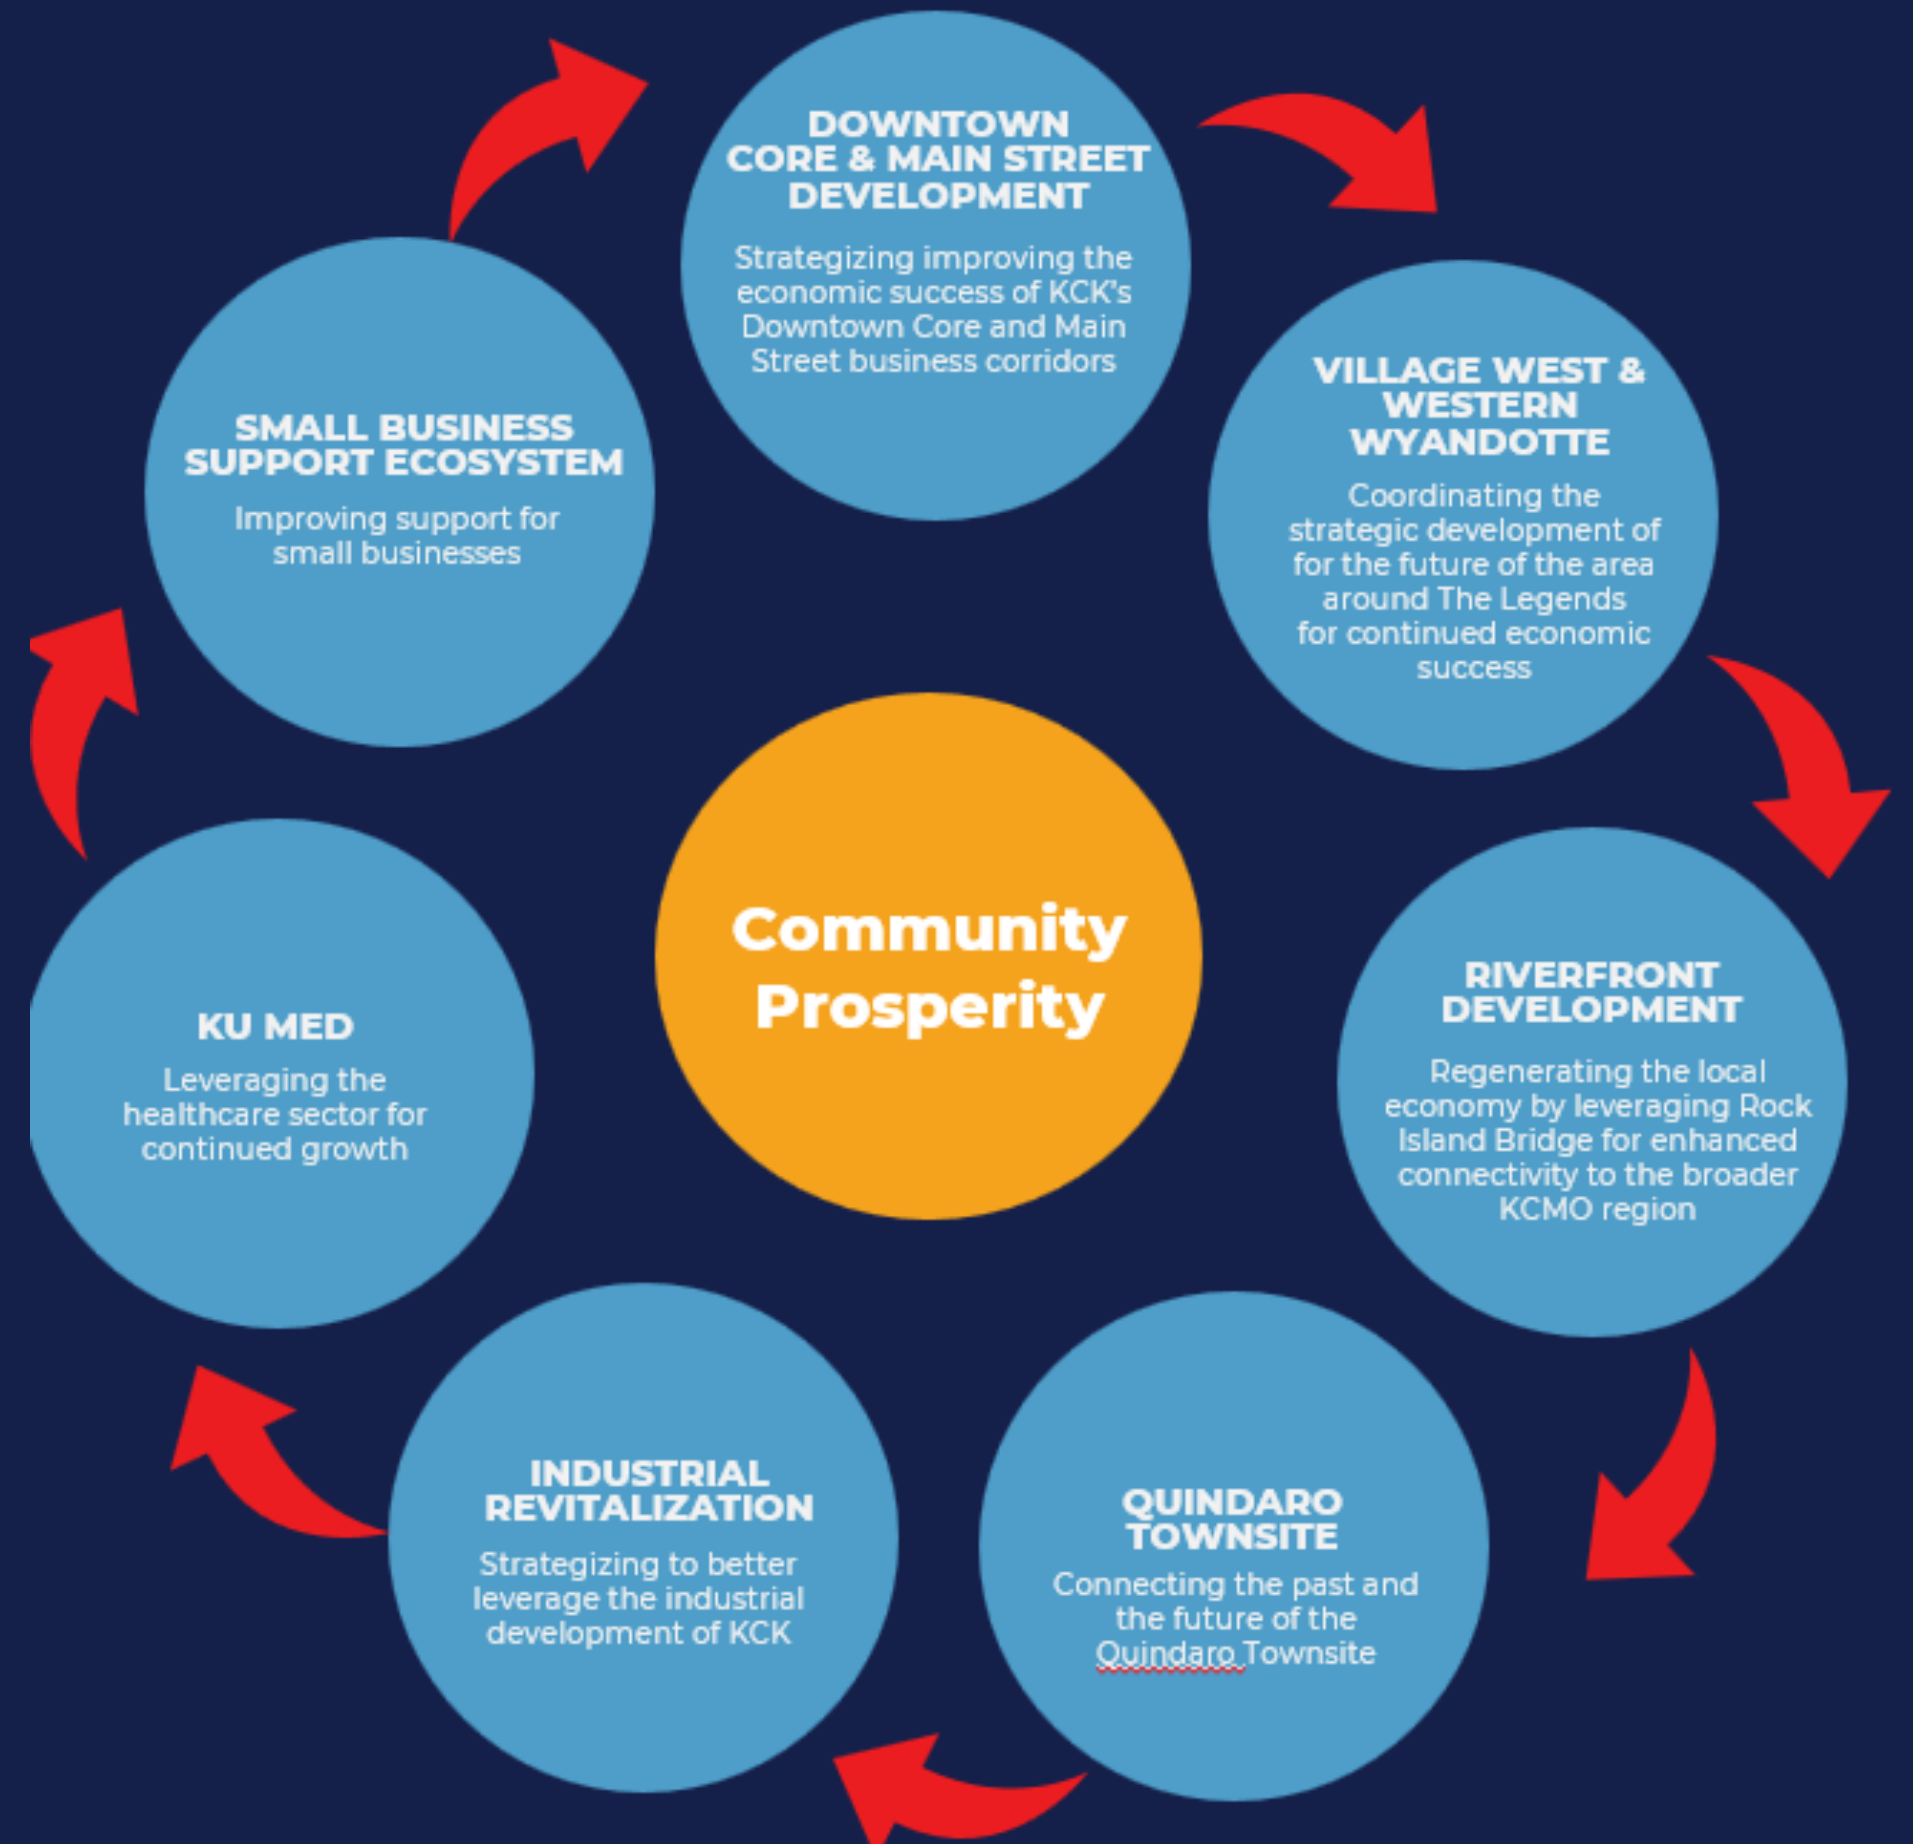 DOWNTOWN
CORE & MAIN STREET
DEVELOPMENT
Strategizing improving the
economic success of KCK's
Downtown Core and Main
Street business corridors
VILLAGE WEST &
WESTERN
WYANDOTTE
Coordinating the
strategic development of
for the future of the area
around The Legends
for continued economic
success
RIVERFRONT
DEVELOPMENT
Regenerating the local
economy by leveraging Rock
Island Bridge for enhanced
connectivity to the broader
KCMO region
QUINDARO
TOWNSITE
Connecting the past and
the future of the
Quindaro Townsite
INDUSTRIAL
REVITALIZATION
Strategizing to better
leverage the industrial
development of KCK
KU MED
Leveraging the
healthcare sector for
continued growth
SMALL BUSINESS
SUPPORT ECOSYSTEM
Improving support for
small businesses
Community
Prosperity